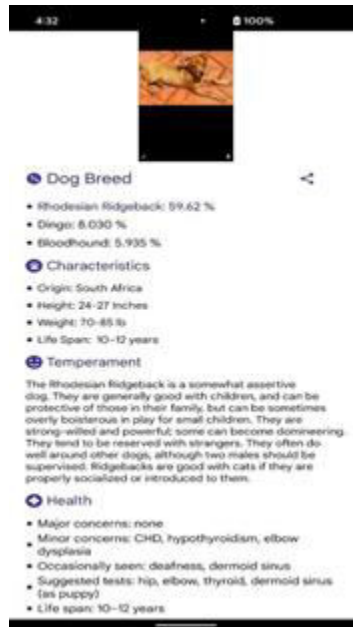 4:32
100%
Dog Breed
• Rhodesian Ridgeback: 59.62 %
• Dingo: 8.030 %
• Bloodhound: 5.935 %
Characteristics
• Origin: South Africa
• Height: 24-27 Inches
• Weight: 70-85 lb
• Life Span: 10-12 years
Temperament
The Rhodesian Ridgeback is a somewhat assertive
dog. They are generally good with children, and can be
protective of those in their family, but can be sometimes
overly boisterous in play for small children. They are
strong-willed and powerful; some can become domineering.
They tend to be reserved with strangers. They often do
well around other dogs, although two males should be
supervised. Ridgebacks are good with cats if they are
properly socialized or introduced to them.
Health
• Major concerns: none
• Minor concerns: CHD, hypothyroidism, elbow
dysplasia
• Occasionally seen: deafness, dermoid sinus
• Suggested tests: hip, elbow, thyroid, dermoid sinus
(as puppy)
• Life span: 10-12 years